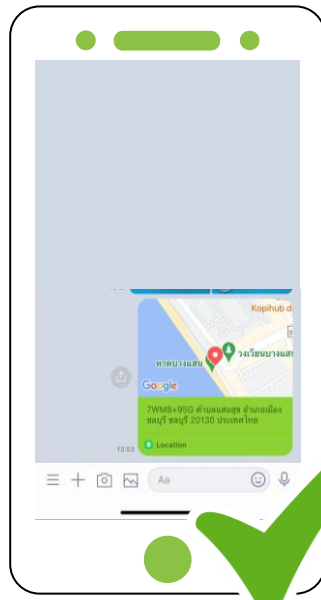 Kopihub d
วงเวียนบางแส
หาดบางแสน
Google
7WM8+95G ตำบลแสนสุข อำเภอเมือง
ชลบุรี ชลบุรี 20130 ประเทศไทย
Location
13:53
Aa